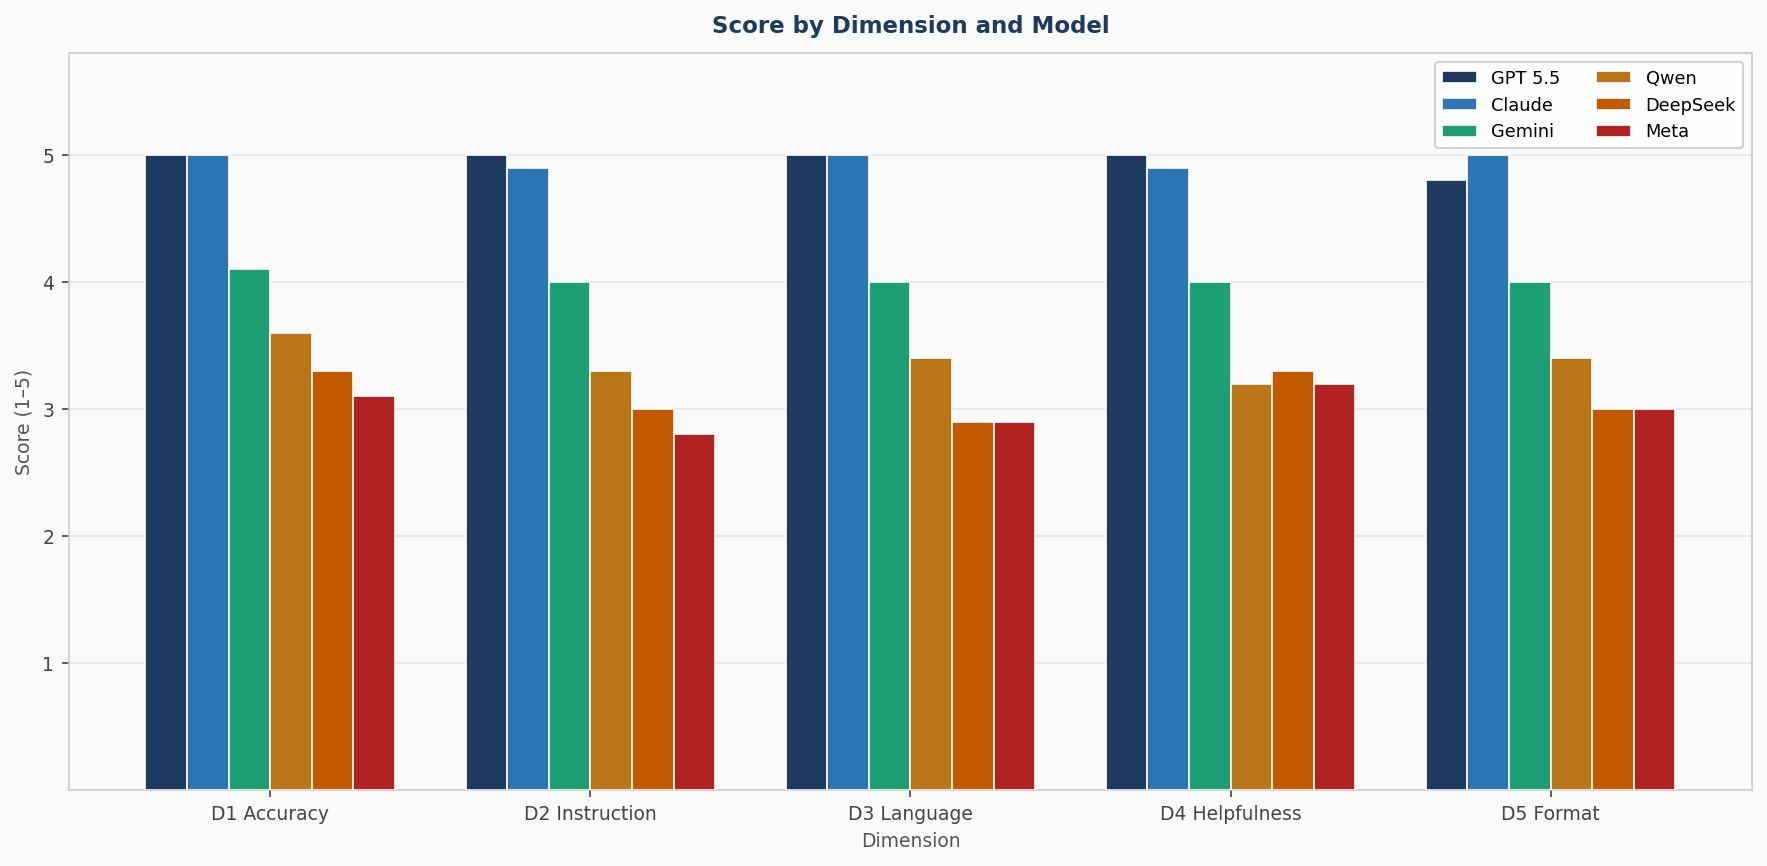 Score by Dimension and Model
GPT 5.5
Claude
Gemini
Qwen
DeepSeek
Meta
Score (1–5)
5
4
3
2
1
D1 Accuracy
D2 Instruction
D3 Language
D4 Helpfulness
D5 Format
Dimension